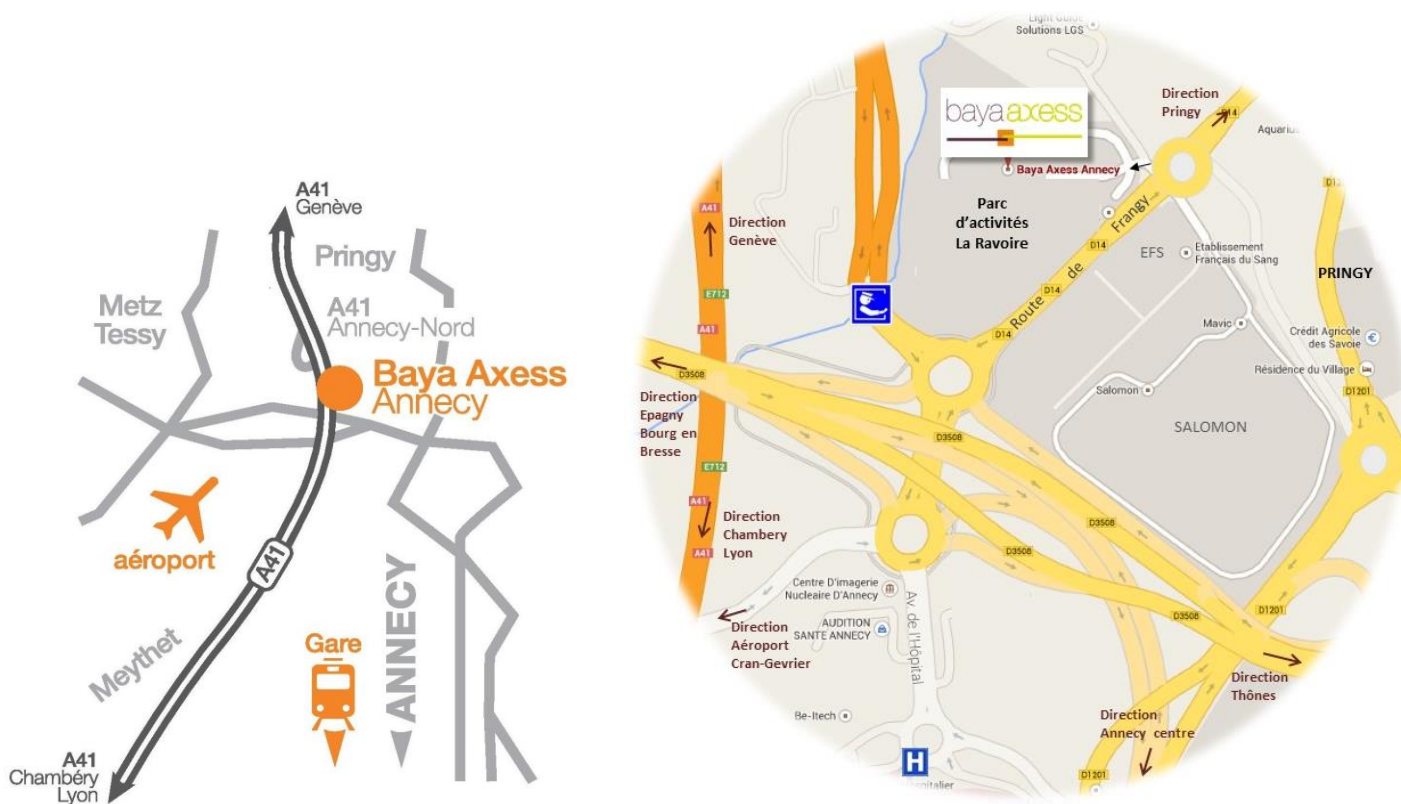 A41
Genève
Pringy
Metz
Tessy
A41
Annecy-Nord
Baya Axess
Annecy
aéroport
A41
Meythet
Gare
ANNECY
A41
Chambéry
Lyon
Solutions LGS
baya axess
Direction
Pringy
D14
Baya Axess Annecy
Parc
d'activités
La Ravoire
A41
Direction
Genève
D14
Route de Frangy
D14
D14
D14
EFS
Etablissement
Français du Sang
PRINGY
E712
A41
Mavic
Crédit Agricole
des Savoie
Résidence du Village
D3508
Salomon
D1201
Direction
Epagny
Bourg en
Bresse
SALOMON
D3508
E712
A41
Direction
Chambery
Lyon
A41
D3508
D3508
Centre D'imagerie
Nucleaire D'Annecy
AUDITION
SANTE ANNECY
Av. de l'Hôpital
D3508
D1201
Direction
Aéroport
Cran-Gevrier
Direction
Thônes
Be-Itech
Direction
Annecy centre
H
D1201